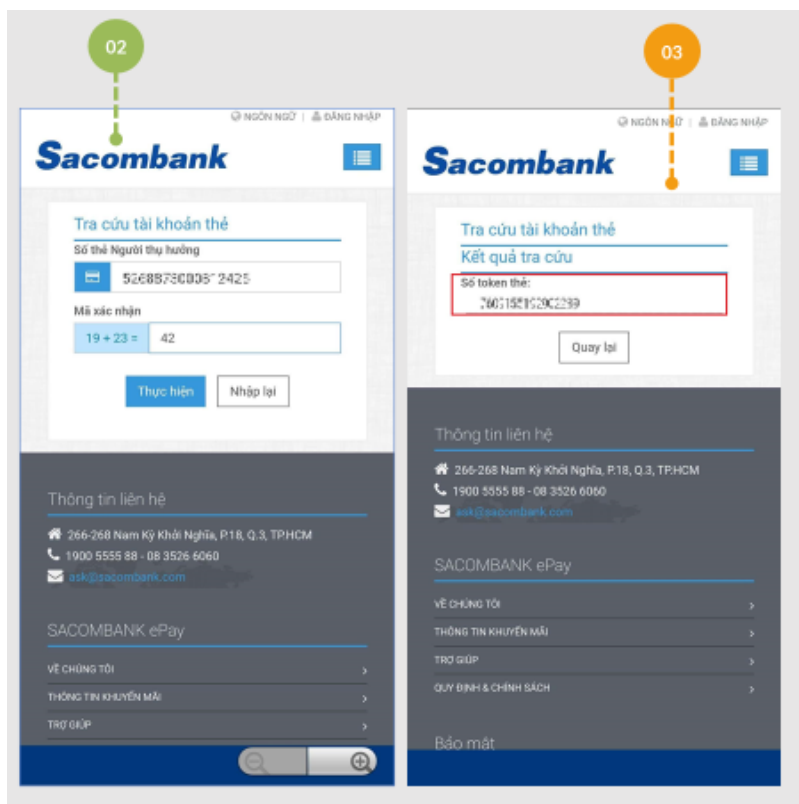 02
NGÔN NGỮ | ĐĂNG NHẬP
Sacombank
Tra cứu tài khoản thẻ
Số thẻ Người thụ hưởng
Mã xác nhận
19 + 23 =
42
Thực hiện
Nhập lại
Thông tin liên hệ
266-268 Nam Kỳ Khởi Nghĩa, P.18, Q.3, TP.HCM
1900 5555 88 - 08 3526 6060
ask@sacombank.com
SACOMBANK ePay
VỀ CHÚNG TÔI
THÔNG TIN KHUYẾN MÃI
TRỢ GIÚP
03
NGÔN NGỮ | ĐĂNG NHẬP
Sacombank
Tra cứu tài khoản thẻ
Kết quả tra cứu
Số token thẻ:
Quay lại
Thông tin liên hệ
266-268 Nam Kỳ Khởi Nghĩa, P.18, Q.3, TP.HCM
1900 5555 88 - 08 3526 6060
ask@sacombank.com
SACOMBANK ePay
VỀ CHÚNG TÔI
THÔNG TIN KHUYẾN MÃI
TRỢ GIÚP
QUY ĐỊNH & CHÍNH SÁCH
Bảo mật